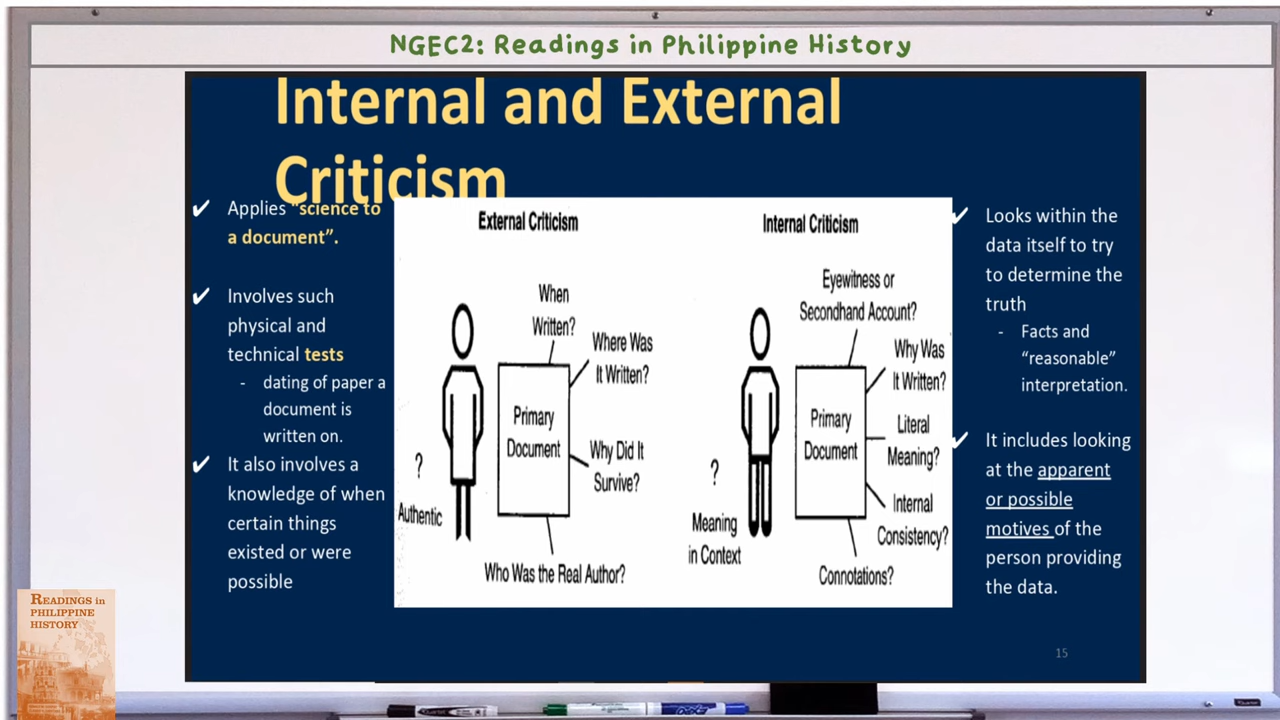 NGEC2: Readings in Philippine History
Internal and External
Criticism
✔ Applies “science to
a document”.
✔ Involves such
physical and
technical tests
- dating of paper a
document is
written on.
✔ It also involves a
knowledge of when
certain things
existed or were
possible
External Criticism
When
Written?
Where Was
It Written?
Primary
Document
Why Did It
Survive?
?
Authentic
Who Was the Real Author?
Internal Criticism
Eyewitness or
Secondhand Account?
Why Was
It Written?
Primary
Document
Literal
Meaning?
?
Internal
Consistency?
Meaning
in Context
Connotations?
✔ Looks within the
data itself to try
to determine the
truth
- Facts and
“reasonable”
interpretation.
✔ It includes looking
at the apparent
or possible
motives of the
person providing
the data.
15
READINGS in
PHILIPPINE
HISTORY